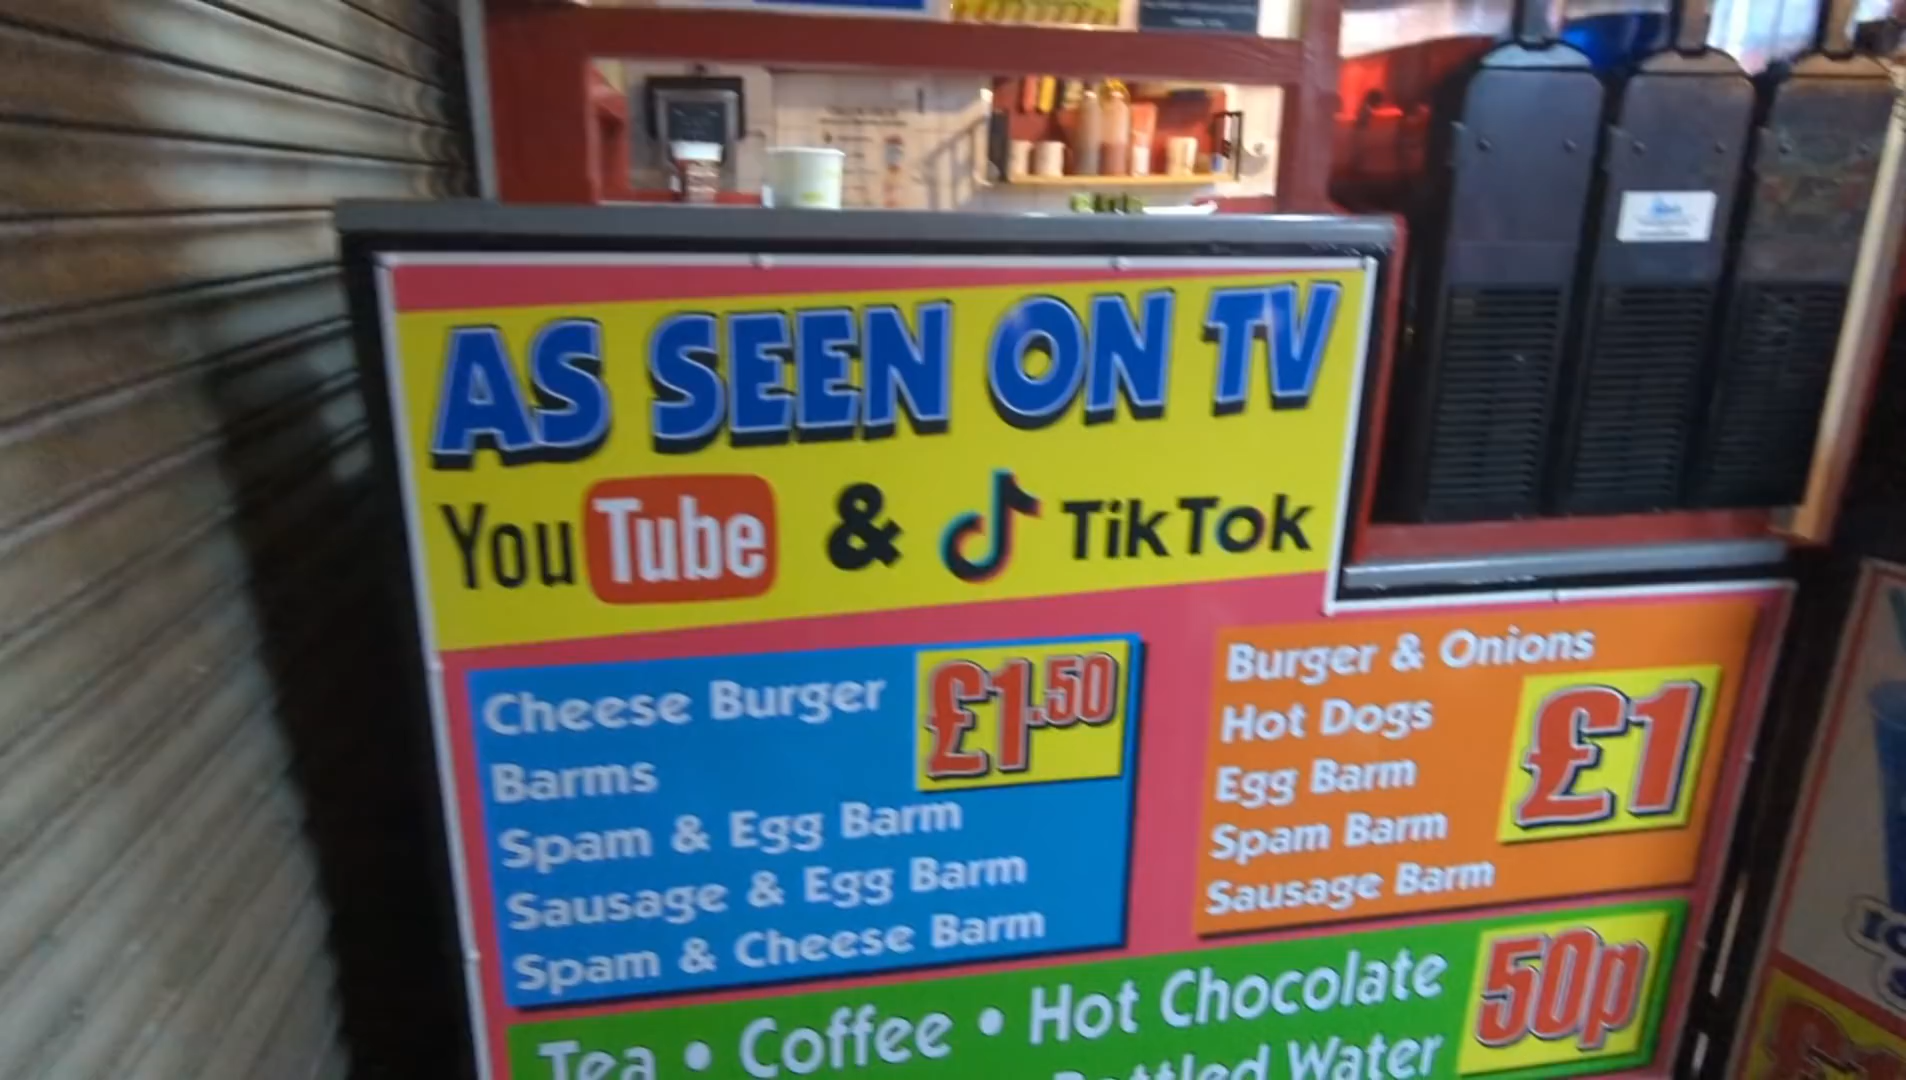 AS SEEN ON TV
YouTube & TikTok
Cheese Burger
Barms
Spam & Egg Barm
Sausage & Egg Barm
Spam & Cheese Barm
£1.50
Burger & Onions
Hot Dogs
Egg Barm
Spam Barm
Sausage Barm
£1
Tea • Coffee • Hot Chocolate
Bottled Water
50p